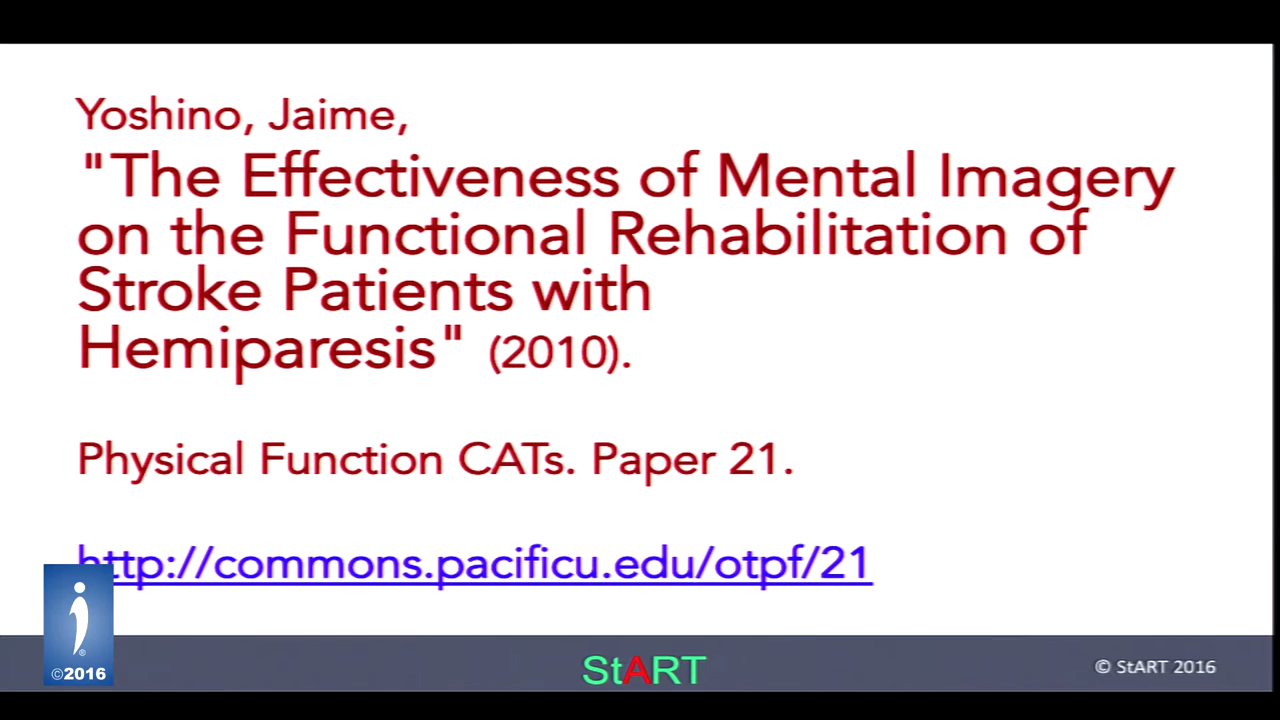 Yoshino, Jaime,
"The Effectiveness of Mental Imagery
on the Functional Rehabilitation of
Stroke Patients with
Hemiparesis" (2010).
Physical Function CATs. Paper 21.
http://commons.pacificu.edu/otpf/21
®
©2016
StART
© StART 2016